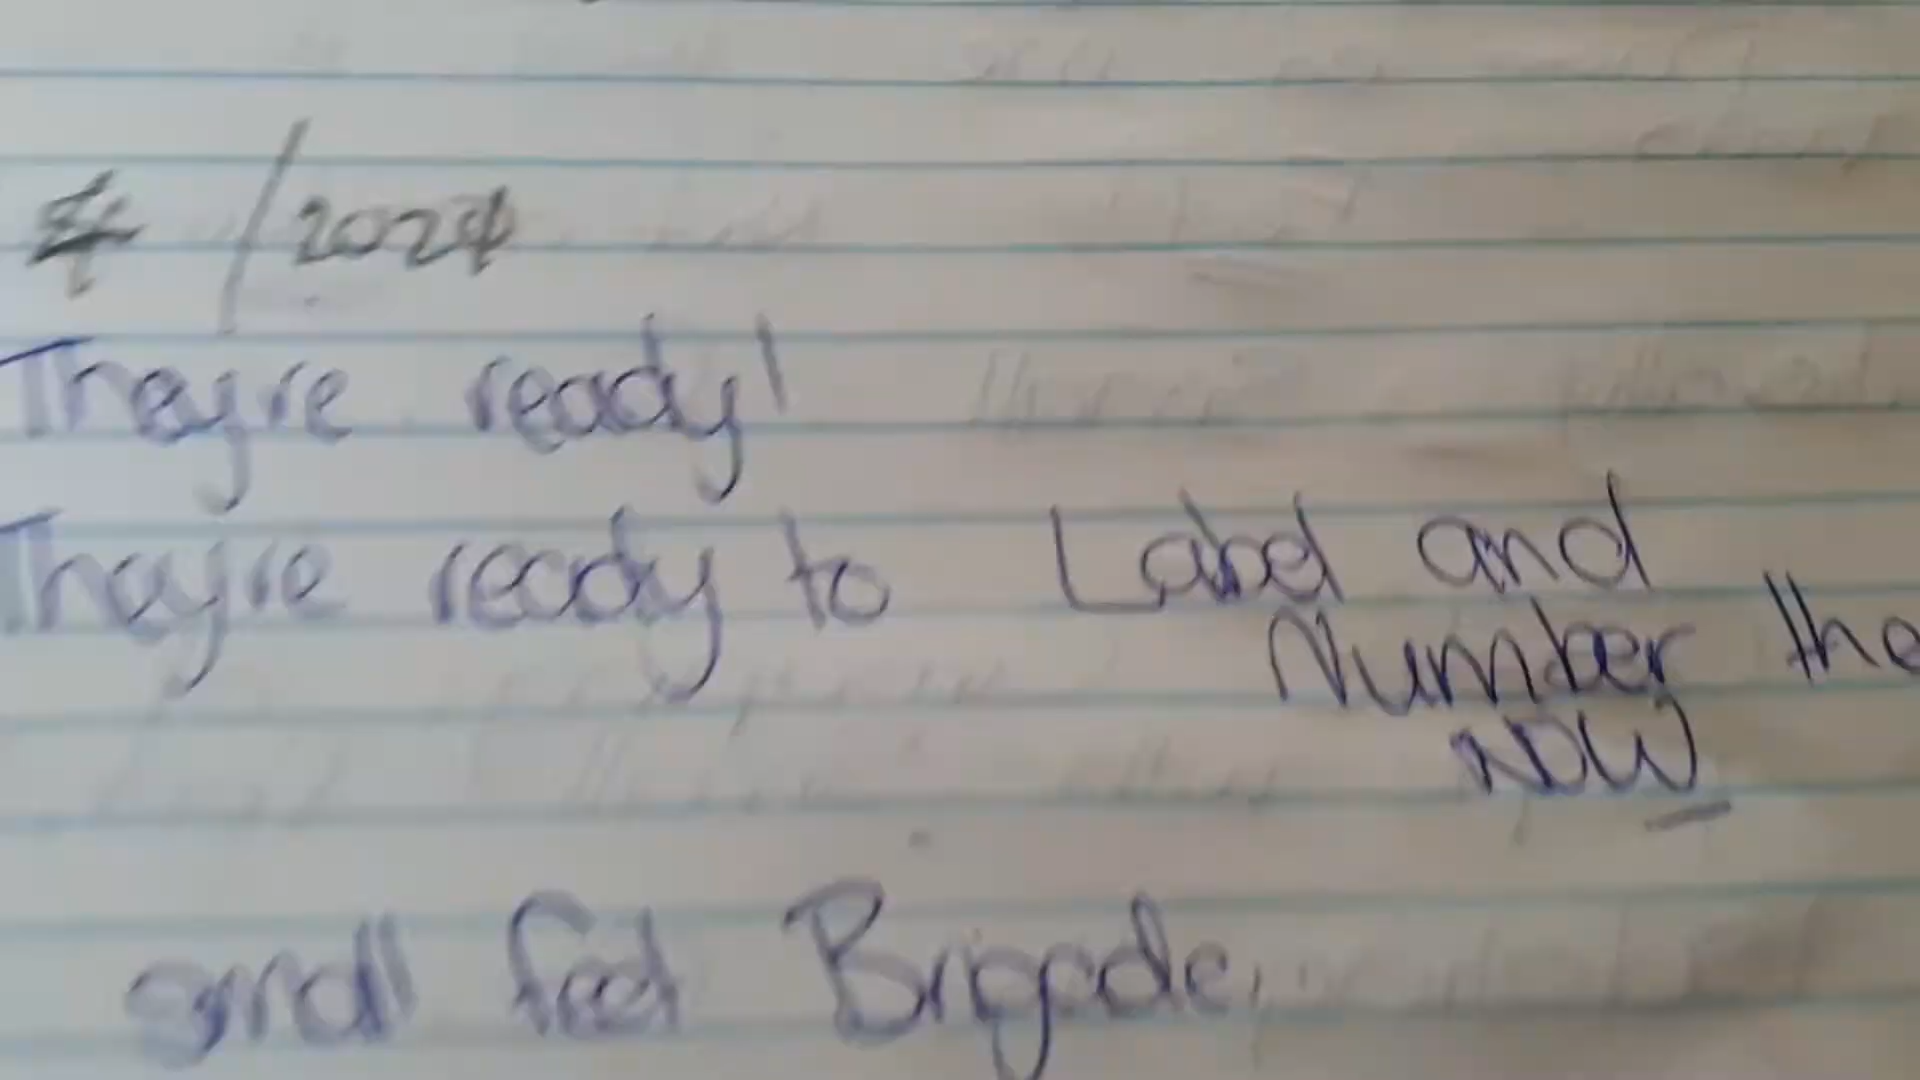 /2024
Theyre ready!
Theyre ready to Label and
Number the
NOW
small feet Brigade